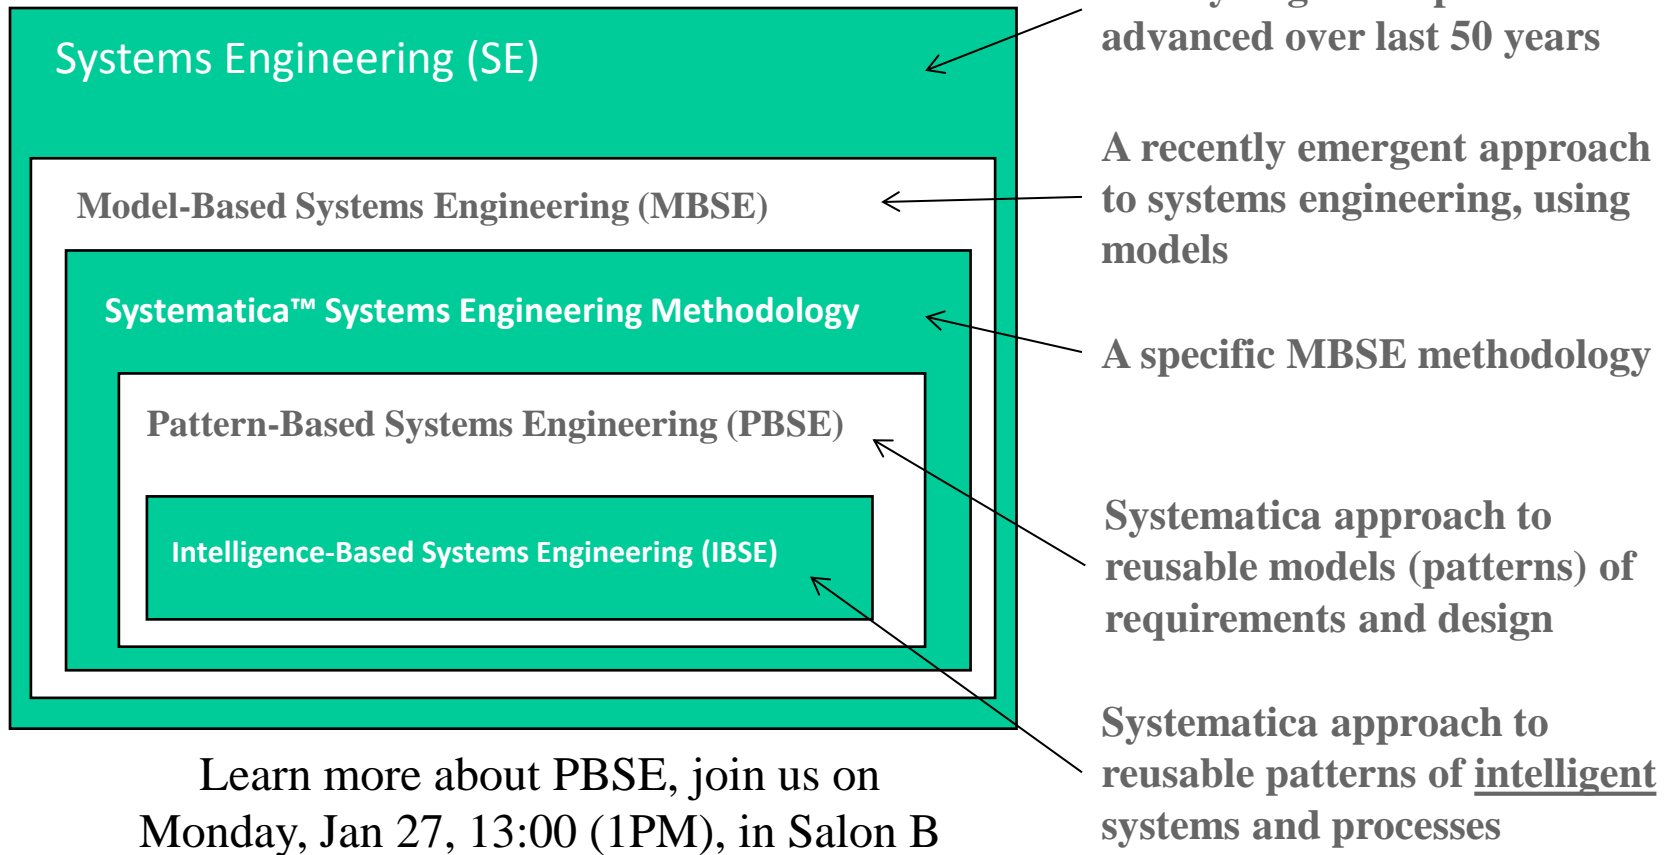 advanced over last 50 years
Systems Engineering (SE)
A recently emergent approach
to systems engineering, using
models
Model-Based Systems Engineering (MBSE)
Systematica™ Systems Engineering Methodology
A specific MBSE methodology
Pattern-Based Systems Engineering (PBSE)
Systematica approach to
reusable models (patterns) of
requirements and design
Intelligence-Based Systems Engineering (IBSE)
Systematica approach to
reusable patterns of intelligent
systems and processes
Learn more about PBSE, join us on
Monday, Jan 27, 13:00 (1PM), in Salon B